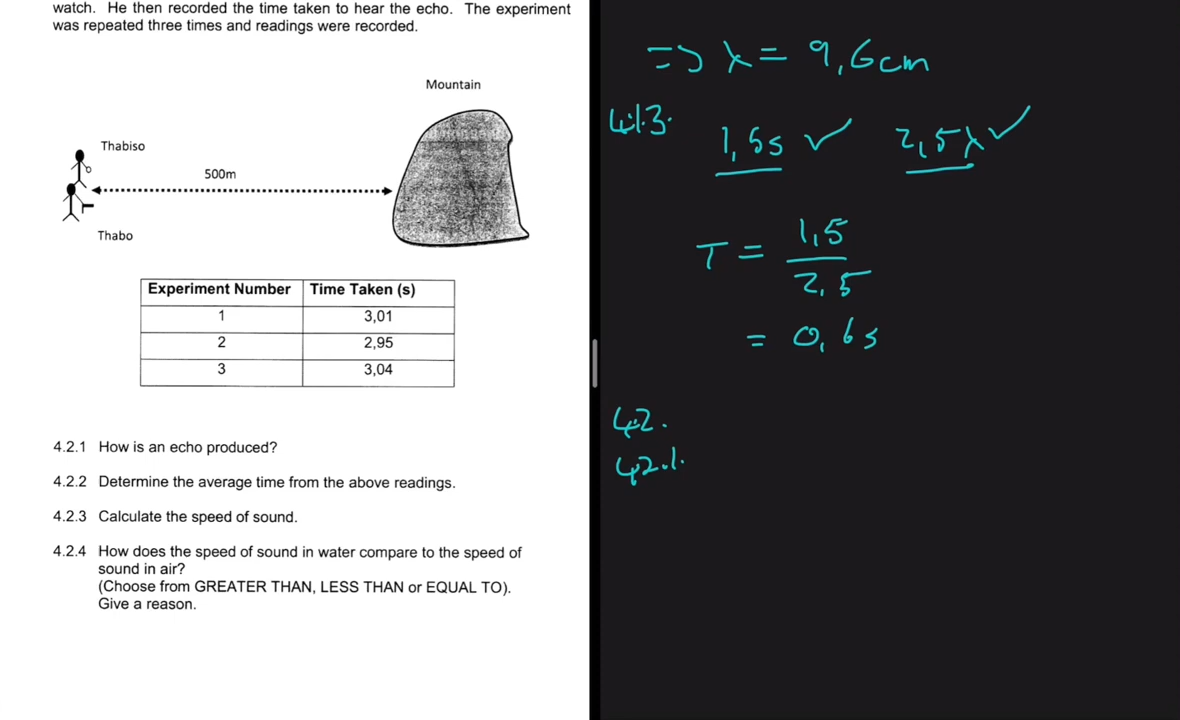 watch. He then recorded the time taken to hear the echo. The experiment
was repeated three times and readings were recorded.
Mountain
Thabiso
500m
Thabo
Experiment Number Time Taken (s)
1 3,01
2 2,95
3 3,04
4.2.1 How is an echo produced?
4.2.2 Determine the average time from the above readings.
4.2.3 Calculate the speed of sound.
4.2.4 How does the speed of sound in water compare to the speed of
sound in air?
(Choose from GREATER THAN, LESS THAN or EQUAL TO).
Give a reason.
=> λ = 9,6cm
4.1.3.
1,5s ✓ 2,5λ ✓
T = 1,5
2,5
= 0,6s
4.2.
4.2.1.